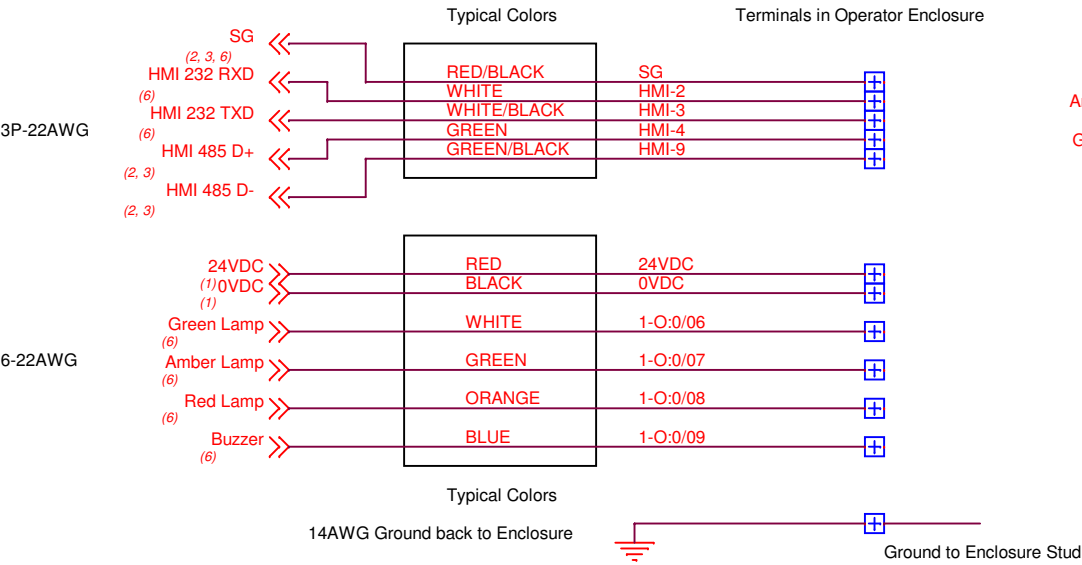 Typical Colors
Terminals in Operator Enclosure
SG
(2, 3, 6)
HMI 232 RXD
(6)
HMI 232 TXD
(6)
HMI 485 D+
(2, 3)
HMI 485 D-
(2, 3)
3P-22AWG
RED/BLACK SG
WHITE HMI-2
WHITE/BLACK HMI-3
GREEN HMI-4
GREEN/BLACK HMI-9
24VDC RED 24VDC
(1) 0VDC BLACK 0VDC
(1)
Green Lamp WHITE 1-O:0/06
(6)
6-22AWG
Amber Lamp GREEN 1-O:0/07
(6)
Red Lamp ORANGE 1-O:0/08
(6)
Buzzer BLUE 1-O:0/09
(6)
Typical Colors
14AWG Ground back to Enclosure
Ground to Enclosure Stud